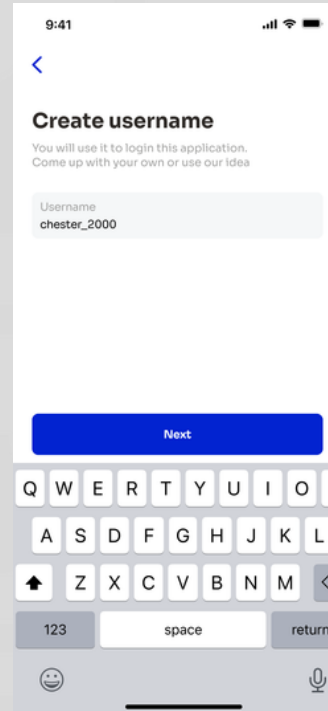 9:41
Create username
You will use it to login this application.
Come up with your own or use our idea
Username
chester_2000
Next
Q W E R T Y U I O
A S D F G H J K L
Z X C V B N M
123 space return